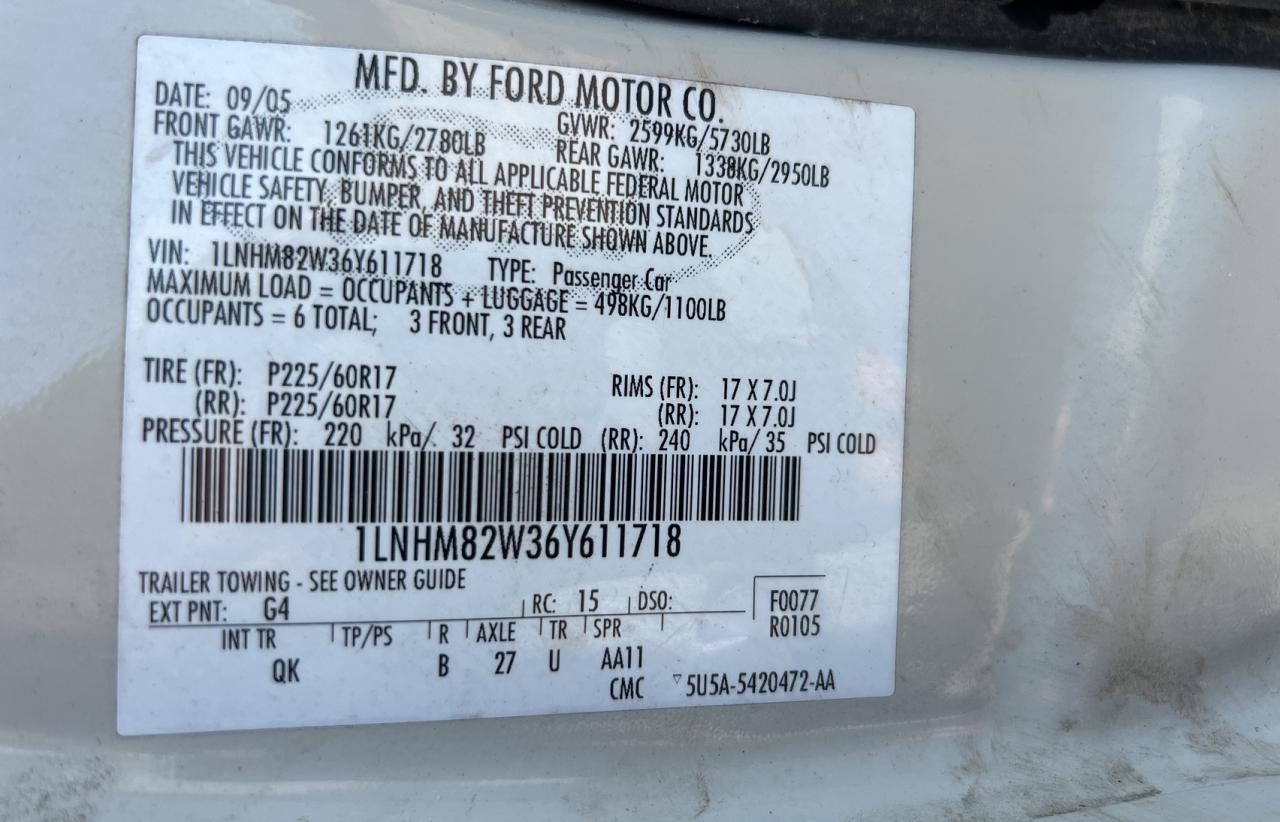 MFD. BY FORD MOTOR CO.
DATE: 09/05 GVWR: 2599KG/5730LB
FRONT GAWR: 1261KG/2780LB REAR GAWR: 1338KG/2950LB
THIS VEHICLE CONFORMS TO ALL APPLICABLE FEDERAL MOTOR
VEHICLE SAFETY, BUMPER, AND THEFT PREVENTION STANDARDS
IN EFFECT ON THE DATE OF MANUFACTURE SHOWN ABOVE.
VIN: 1LNHM82W36Y611718 TYPE: Passenger Car
MAXIMUM LOAD = OCCUPANTS + LUGGAGE = 498KG/1100LB
OCCUPANTS = 6 TOTAL; 3 FRONT, 3 REAR
TIRE (FR): P225/60R17 RIMS (FR): 17 X 7.0J
(RR): P225/60R17 (RR): 17 X 7.0J
PRESSURE (FR): 220 kPa/. 32 PSI COLD (RR): 240 kPa/ 35 PSI COLD
1LNHM82W36Y611718
TRAILER TOWING - SEE OWNER GUIDE
EXT PNT: G4 RC: 15 DSO: F0077
INT TR TP/PS R AXLE TR SPR R0105
QK B 27 U AA11
CMC ▽5U5A-5420472-AA